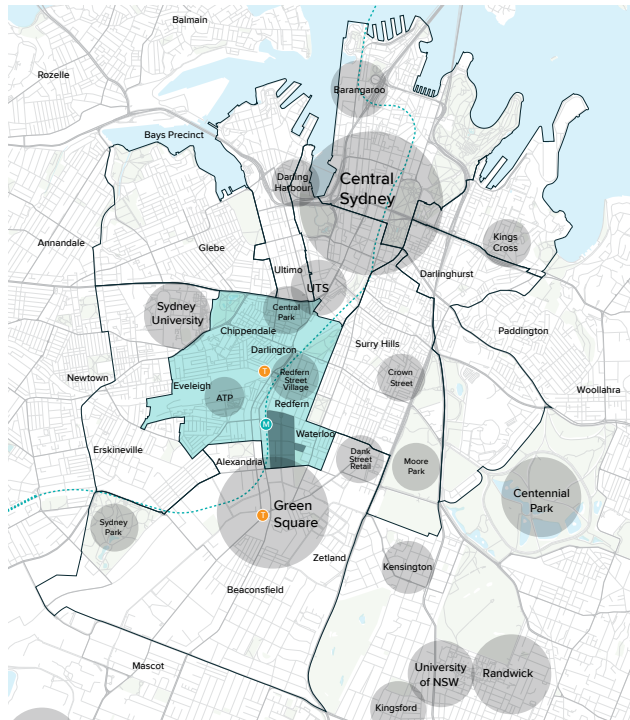 Balmain
Rozelle
Barangaroo
Bays Precinct
Darling
Harbour
Central
Sydney
Annandale
Glebe
Kings
Cross
Ultimo
Darlinghurst
UTS
Sydney
University
Central
Park
Chippendale
Paddington
Surry Hills
Darlington
T
Redfern
Street
Village
Crown
Street
Newtown
Eveleigh
ATP
Woollahra
Redfern
M
Waterloo
Erskineville
Alexandria
Dank
Street
Retail
Moore
Park
Centennial
Park
Green
Square
T
Sydney
Park
Zetland
Kensington
Beaconsfield
Mascot
University
of NSW
Randwick
Kingsford